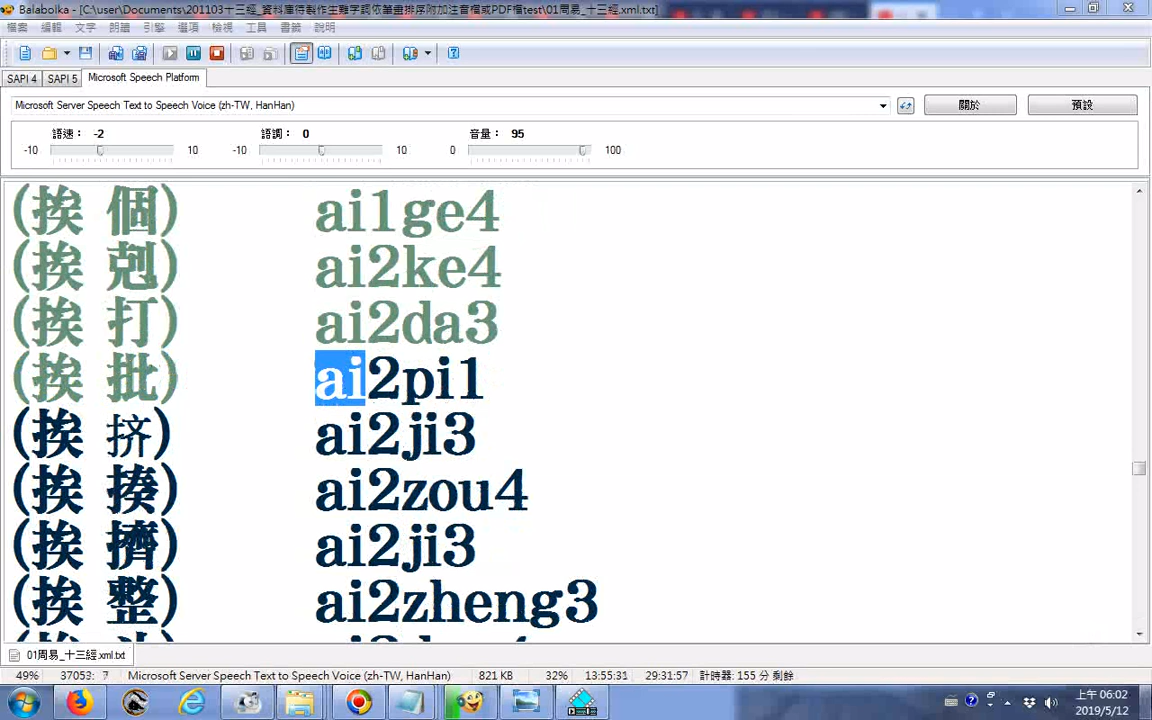 Balabolka - [C:\user\Documents\201103十三經_資料庫待製作生難字詞依筆畫排序附加注音檔或PDF檔test\01周易_十三經.xml.txt]
檔案 編輯 文字 朗讀 引擎 選項 檢視 工具 書籤 說明
SAPI 4 SAPI 5 Microsoft Speech Platform
Microsoft Server Speech Text to Speech Voice (zh-TW, HanHan) 關於 預設
語速： -2 語調： 0 音量： 95
-10 10 -10 10 0 100
(挨 個) ai1ge4
(挨 剋) ai2ke4
(挨 打) ai2da3
(挨 批) ai2pi1
(挨 挤) ai2ji3
(挨 揍) ai2zou4
(挨 擠) ai2ji3
(挨 整) ai2zheng3
01周易_十三經.xml.txt
49% 37053: 7 Microsoft Server Speech Text to Speech Voice (zh-TW, HanHan) 821 KB 32% 13:55:31 29:31:57 計時器： 155 分 剩餘
上午 06:02
2019/5/12